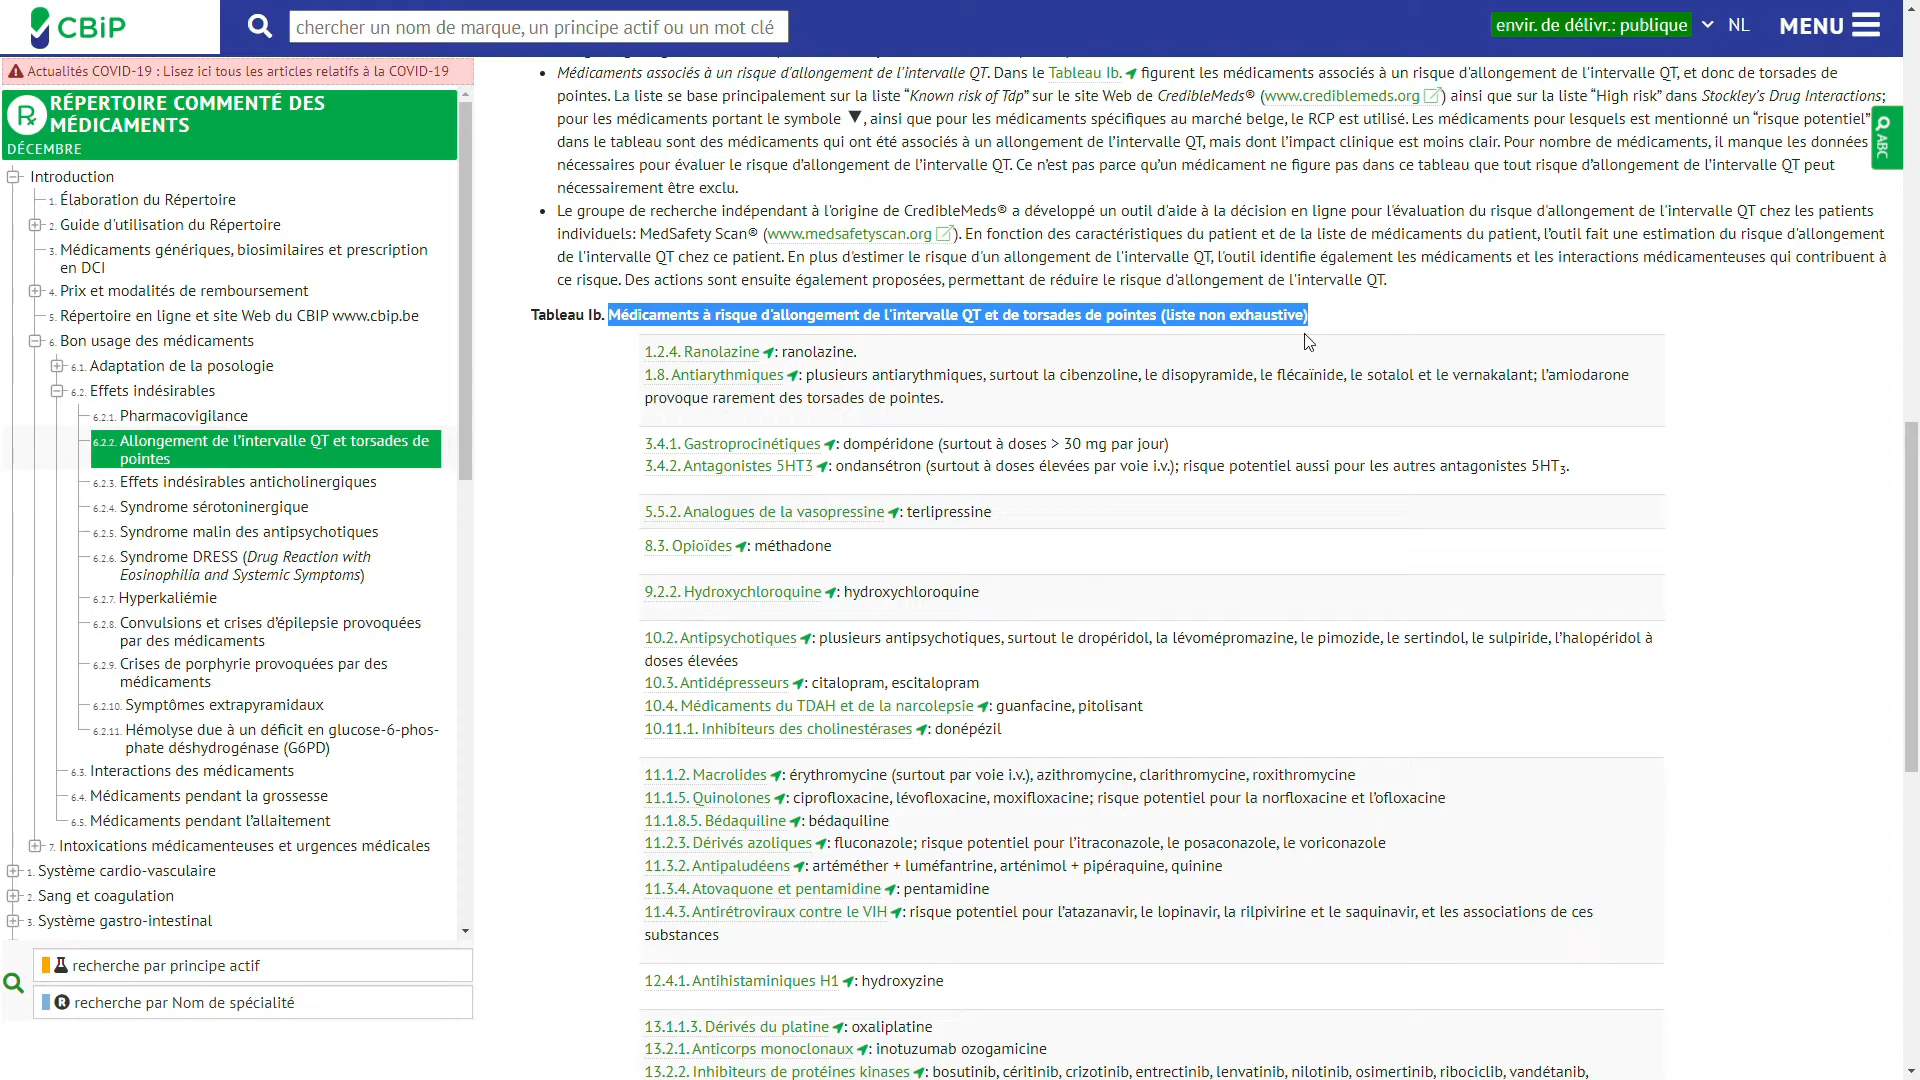 CBiP
chercher un nom de marque, un principe actif ou un mot clé
envir. de délivr.: publique
NL
MENU
Actualités COVID-19 : Lisez ici tous les articles relatifs à la COVID-19
RÉPERTOIRE COMMENTÉ DES
MÉDICAMENTS
DÉCEMBRE
Introduction
1. Élaboration du Répertoire
2. Guide d'utilisation du Répertoire
3. Médicaments génériques, biosimilaires et prescription
en DCI
4. Prix et modalités de remboursement
5. Répertoire en ligne et site Web du CBIP www.cbip.be
6. Bon usage des médicaments
6.1. Adaptation de la posologie
6.2. Effets indésirables
6.2.1. Pharmacovigilance
6.2.2. Allongement de l’intervalle QT et torsades de
pointes
6.2.3. Effets indésirables anticholinergiques
6.2.4. Syndrome sérotoninergique
6.2.5. Syndrome malin des antipsychotiques
6.2.6. Syndrome DRESS (Drug Reaction with
Eosinophilia and Systemic Symptoms)
6.2.7. Hyperkaliémie
6.2.8. Convulsions et crises d’épilepsie provoquées
par des médicaments
6.2.9. Crises de porphyrie provoquées par des
médicaments
6.2.10. Symptômes extrapyramidaux
6.2.11. Hémolyse due à un déficit en glucose-6-phos-
phate déshydrogénase (G6PD)
6.3. Interactions des médicaments
6.4. Médicaments pendant la grossesse
6.5. Médicaments pendant l’allaitement
7. Intoxications médicamenteuses et urgences médicales
1. Système cardio-vasculaire
2. Sang et coagulation
3. Système gastro-intestinal
recherche par principe actif
R recherche par Nom de spécialité
• Médicaments associés à un risque d'allongement de l'intervalle QT. Dans le Tableau Ib. figurent les médicaments associés à un risque d'allongement de l'intervalle QT, et donc de torsades de
pointes. La liste se base principalement sur la liste “Known risk of Tdp” sur le site Web de CredibleMeds® (www.crediblemeds.org) ainsi que sur la liste “High risk” dans Stockley’s Drug Interactions;
pour les médicaments portant le symbole ▼, ainsi que pour les médicaments spécifiques au marché belge, le RCP est utilisé. Les médicaments pour lesquels est mentionné un “risque potentiel”
dans le tableau sont des médicaments qui ont été associés à un allongement de l’intervalle QT, mais dont l’impact clinique est moins clair. Pour nombre de médicaments, il manque les données
nécessaires pour évaluer le risque d’allongement de l’intervalle QT. Ce n’est pas parce qu’un médicament ne figure pas dans ce tableau que tout risque d’allongement de l’intervalle QT peut
nécessairement être exclu.
• Le groupe de recherche indépendant à l'origine de CredibleMeds® a développé un outil d'aide à la décision en ligne pour l'évaluation du risque d'allongement de l'intervalle QT chez les patients
individuels: MedSafety Scan® (www.medsafetyscan.org). En fonction des caractéristiques du patient et de la liste de médicaments du patient, l’outil fait une estimation du risque d'allongement
de l'intervalle QT chez ce patient. En plus d'estimer le risque d'un allongement de l'intervalle QT, l'outil identifie également les médicaments et les interactions médicamenteuses qui contribuent à
ce risque. Des actions sont ensuite également proposées, permettant de réduire le risque d'allongement de l'intervalle QT.
ABC
Tableau Ib. Médicaments à risque d'allongement de l'intervalle QT et de torsades de pointes (liste non exhaustive)
1.2.4. Ranolazine : ranolazine.
1.8. Antiarythmiques : plusieurs antiarythmiques, surtout la cibenzoline, le disopyramide, le flécaïnide, le sotalol et le vernakalant; l’amiodarone
provoque rarement des torsades de pointes.
3.4.1. Gastroprocinétiques : dompéridone (surtout à doses > 30 mg par jour)
3.4.2. Antagonistes 5HT3 : ondansétron (surtout à doses élevées par voie i.v.); risque potentiel aussi pour les autres antagonistes 5HT3.
5.5.2. Analogues de la vasopressine : terlipressine
8.3. Opioïdes : méthadone
9.2.2. Hydroxychloroquine : hydroxychloroquine
10.2. Antipsychotiques : plusieurs antipsychotiques, surtout le dropéridol, la lévomépromazine, le pimozide, le sertindol, le sulpiride, l’halopéridol à
doses élevées
10.3. Antidépresseurs : citalopram, escitalopram
10.4. Médicaments du TDAH et de la narcolepsie : guanfacine, pitolisant
10.11.1. Inhibiteurs des cholinestérases : donépézil
11.1.2. Macrolides : érythromycine (surtout par voie i.v.), azithromycine, clarithromycine, roxithromycine
11.1.5. Quinolones : ciprofloxacine, lévofloxacine, moxifloxacine; risque potentiel pour la norfloxacine et l’ofloxacine
11.1.8.5. Bédaquiline : bédaquiline
11.2.3. Dérivés azoliques : fluconazole; risque potentiel pour l’itraconazole, le posaconazole, le voriconazole
11.3.2. Antipaludéens : artéméther + luméfantrine, arténimol + pipéraquine, quinine
11.3.4. Atovaquone et pentamidine : pentamidine
11.4.3. Antirétroviraux contre le VIH : risque potentiel pour l’atazanavir, le lopinavir, la rilpivirine et le saquinavir, et les associations de ces
substances
12.4.1. Antihistaminiques H1 : hydroxyzine
13.1.1.3. Dérivés du platine : oxaliplatine
13.2.1. Anticorps monoclonaux : inotuzumab ozogamicine
13.2.2. Inhibiteurs de protéines kinases : bosutinib, céritinib, crizotinib, entrectinib, lenvatinib, nilotinib, osimertinib, ribociclib, vandétanib,